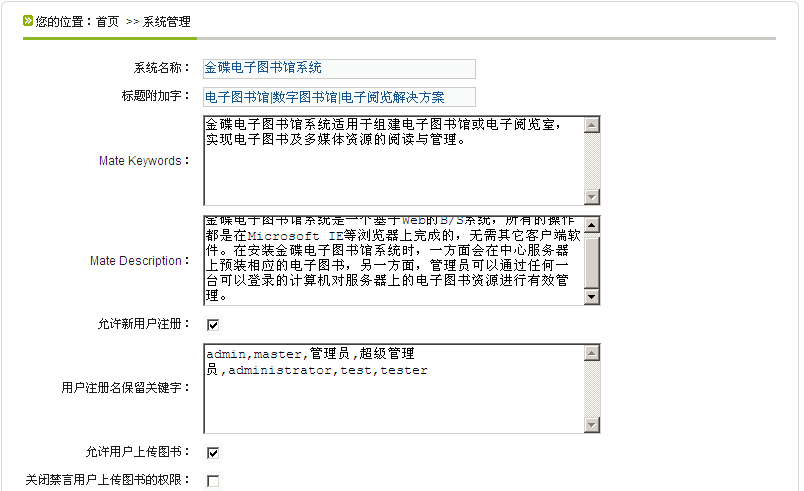 您的位置：首页 >> 系统管理
系统名称： 金碟电子图书馆系统
标题附加字： 电子图书馆|数字图书馆|电子阅览解决方案
Mate Keywords：
金碟电子图书馆系统适用于组建电子图书馆或电子阅览室，
实现电子图书及多媒体资源的阅读与管理。
Mate Description：
金碟电子图书馆系统是一个基于Web的B/S系统，所有的操作
都是在Microsoft IE等浏览器上完成的，无需其它客户端软
件。在安装金碟电子图书馆系统时，一方面会在中心服务器
上预装相应的电子图书，另一方面，管理员可以通过任何一
台可以登录的计算机对服务器上的电子图书资源进行有效管
理。
允许新用户注册：
用户注册名保留关键字：
admin,master,管理员,超级管理
员,administrator,test,tester
允许用户上传图书：
关闭禁言用户上传图书的权限：